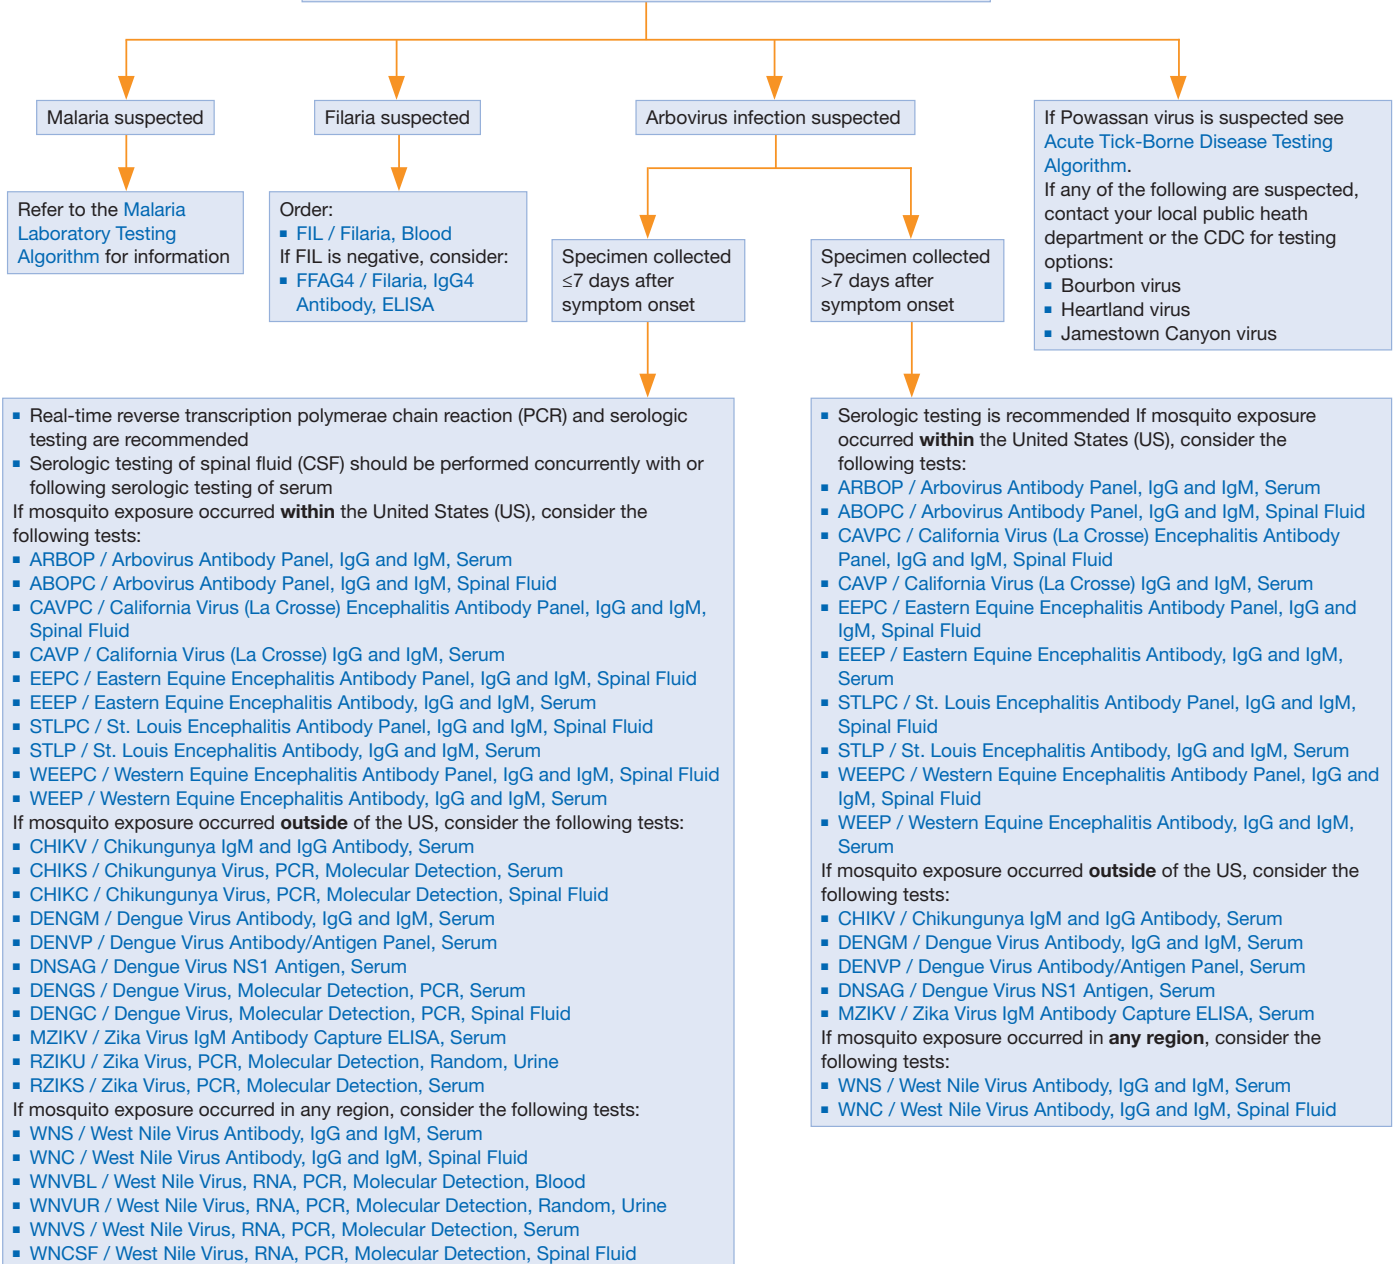 Malaria suspected
Filaria suspected
Arbovirus infection suspected
If Powassan virus is suspected see
Acute Tick-Borne Disease Testing
Algorithm.
If any of the following are suspected,
contact your local public heath
department or the CDC for testing
options:
▪ Bourbon virus
▪ Heartland virus
▪ Jamestown Canyon virus
Refer to the Malaria
Laboratory Testing
Algorithm for information
Order:
▪ FIL / Filaria, Blood
If FIL is negative, consider:
▪ FFAG4 / Filaria, IgG4
Antibody, ELISA
Specimen collected
≤7 days after
symptom onset
Specimen collected
>7 days after
symptom onset
▪ Real-time reverse transcription polymerae chain reaction (PCR) and serologic
testing are recommended
▪ Serologic testing of spinal fluid (CSF) should be performed concurrently with or
following serologic testing of serum
If mosquito exposure occurred within the United States (US), consider the
following tests:
▪ ARBOP / Arbovirus Antibody Panel, IgG and IgM, Serum
▪ ABOPC / Arbovirus Antibody Panel, IgG and IgM, Spinal Fluid
▪ CAVPC / California Virus (La Crosse) Encephalitis Antibody Panel, IgG and IgM,
Spinal Fluid
▪ CAVP / California Virus (La Crosse) IgG and IgM, Serum
▪ EEPC / Eastern Equine Encephalitis Antibody Panel, IgG and IgM, Spinal Fluid
▪ EEEP / Eastern Equine Encephalitis Antibody, IgG and IgM, Serum
▪ STLPC / St. Louis Encephalitis Antibody Panel, IgG and IgM, Spinal Fluid
▪ STLP / St. Louis Encephalitis Antibody, IgG and IgM, Serum
▪ WEEPC / Western Equine Encephalitis Antibody Panel, IgG and IgM, Spinal Fluid
▪ WEEP / Western Equine Encephalitis Antibody, IgG and IgM, Serum
If mosquito exposure occurred outside of the US, consider the following tests:
▪ CHIKV / Chikungunya IgM and IgG Antibody, Serum
▪ CHIKS / Chikungunya Virus, PCR, Molecular Detection, Serum
▪ CHIKC / Chikungunya Virus, PCR, Molecular Detection, Spinal Fluid
▪ DENGM / Dengue Virus Antibody, IgG and IgM, Serum
▪ DENVP / Dengue Virus Antibody/Antigen Panel, Serum
▪ DNSAG / Dengue Virus NS1 Antigen, Serum
▪ DENGS / Dengue Virus, Molecular Detection, PCR, Serum
▪ DENGC / Dengue Virus, Molecular Detection, PCR, Spinal Fluid
▪ MZIKV / Zika Virus IgM Antibody Capture ELISA, Serum
▪ RZIKU / Zika Virus, PCR, Molecular Detection, Random, Urine
▪ RZIKS / Zika Virus, PCR, Molecular Detection, Serum
If mosquito exposure occurred in any region, consider the following tests:
▪ WNS / West Nile Virus Antibody, IgG and IgM, Serum
▪ WNC / West Nile Virus Antibody, IgG and IgM, Spinal Fluid
▪ WNVBL / West Nile Virus, RNA, PCR, Molecular Detection, Blood
▪ WNVUR / West Nile Virus, RNA, PCR, Molecular Detection, Random, Urine
▪ WNVS / West Nile Virus, RNA, PCR, Molecular Detection, Serum
▪ WNCSF / West Nile Virus, RNA, PCR, Molecular Detection, Spinal Fluid
▪ Serologic testing is recommended If mosquito exposure
occurred within the United States (US), consider the
following tests:
▪ ARBOP / Arbovirus Antibody Panel, IgG and IgM, Serum
▪ ABOPC / Arbovirus Antibody Panel, IgG and IgM, Spinal Fluid
▪ CAVPC / California Virus (La Crosse) Encephalitis Antibody
Panel, IgG and IgM, Spinal Fluid
▪ CAVP / California Virus (La Crosse) IgG and IgM, Serum
▪ EEPC / Eastern Equine Encephalitis Antibody Panel, IgG and
IgM, Spinal Fluid
▪ EEEP / Eastern Equine Encephalitis Antibody, IgG and IgM,
Serum
▪ STLPC / St. Louis Encephalitis Antibody Panel, IgG and IgM,
Spinal Fluid
▪ STLP / St. Louis Encephalitis Antibody, IgG and IgM, Serum
▪ WEEPC / Western Equine Encephalitis Antibody Panel, IgG and
IgM, Spinal Fluid
▪ WEEP / Western Equine Encephalitis Antibody, IgG and IgM,
Serum
If mosquito exposure occurred outside of the US, consider the
following tests:
▪ CHIKV / Chikungunya IgM and IgG Antibody, Serum
▪ DENGM / Dengue Virus Antibody, IgG and IgM, Serum
▪ DENVP / Dengue Virus Antibody/Antigen Panel, Serum
▪ DNSAG / Dengue Virus NS1 Antigen, Serum
▪ MZIKV / Zika Virus IgM Antibody Capture ELISA, Serum
If mosquito exposure occurred in any region, consider the
following tests:
▪ WNS / West Nile Virus Antibody, IgG and IgM, Serum
▪ WNC / West Nile Virus Antibody, IgG and IgM, Spinal Fluid